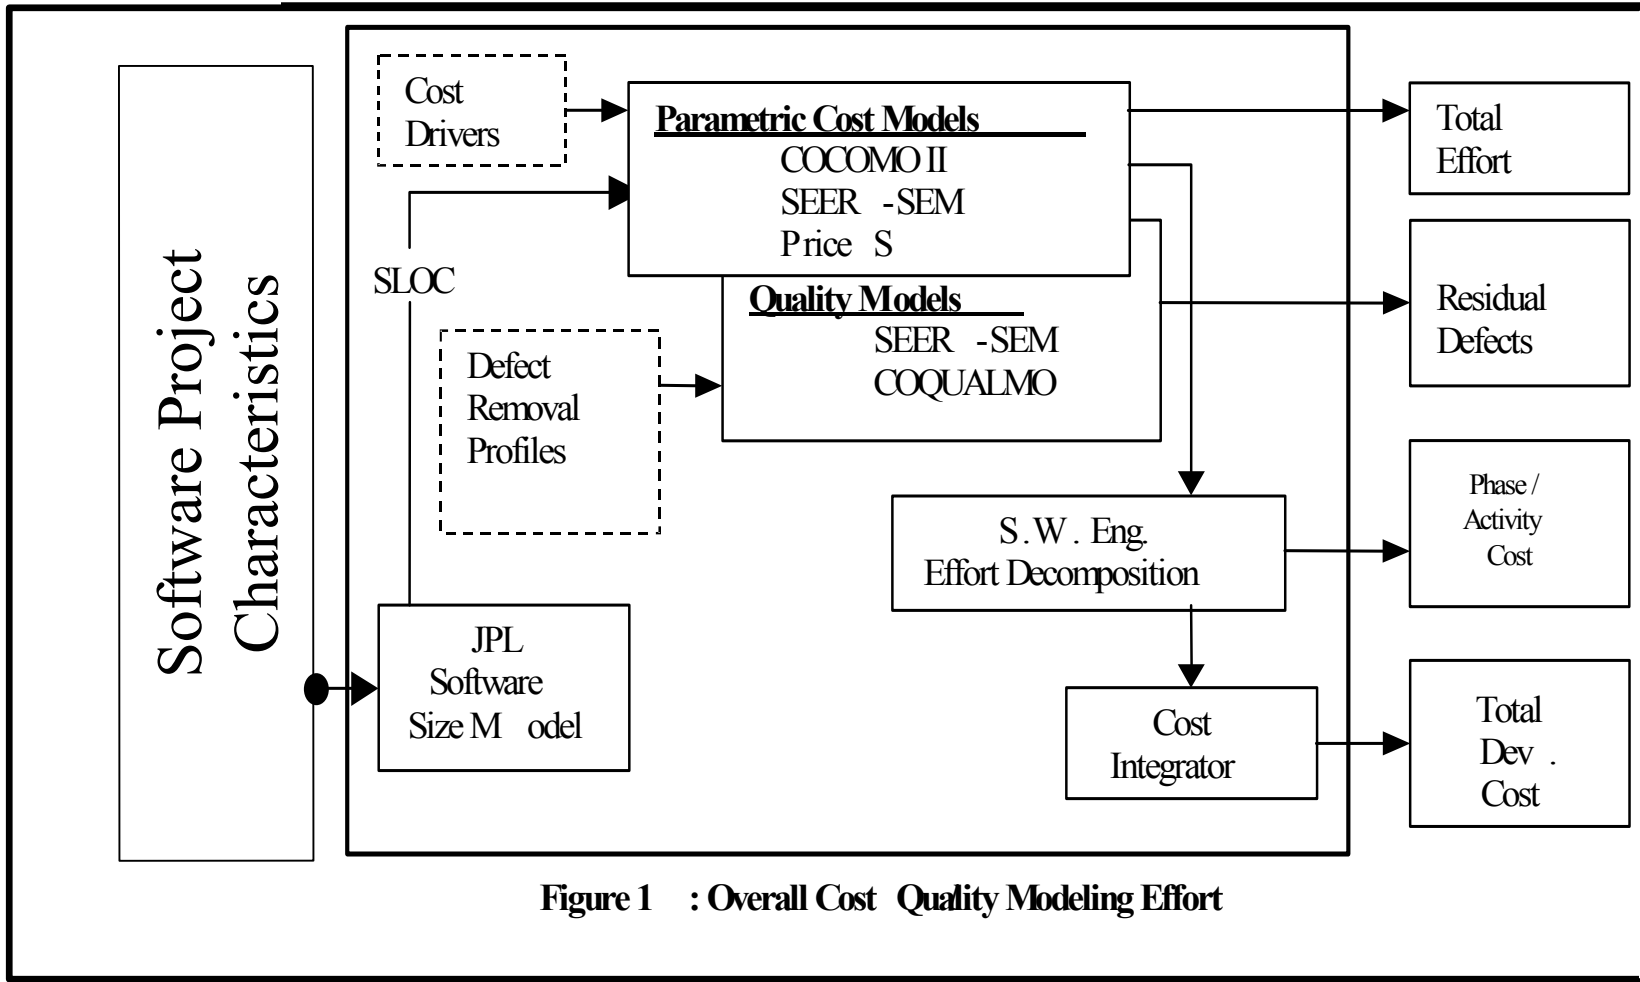 Software Project
Characteristics
Cost
Drivers
Parametric Cost Models
COCOMO II
SEER -SEM
Price S
SLOC
Quality Models
SEER -SEM
COQUALMO
Defect
Removal
Profiles
S.W. Eng.
Effort Decomposition
JPL
Software
Size M odel
Cost
Integrator
Total
Effort
Residual
Defects
Phase /
Activity
Cost
Total
Dev .
Cost
Figure 1 : Overall Cost Quality Modeling Effort